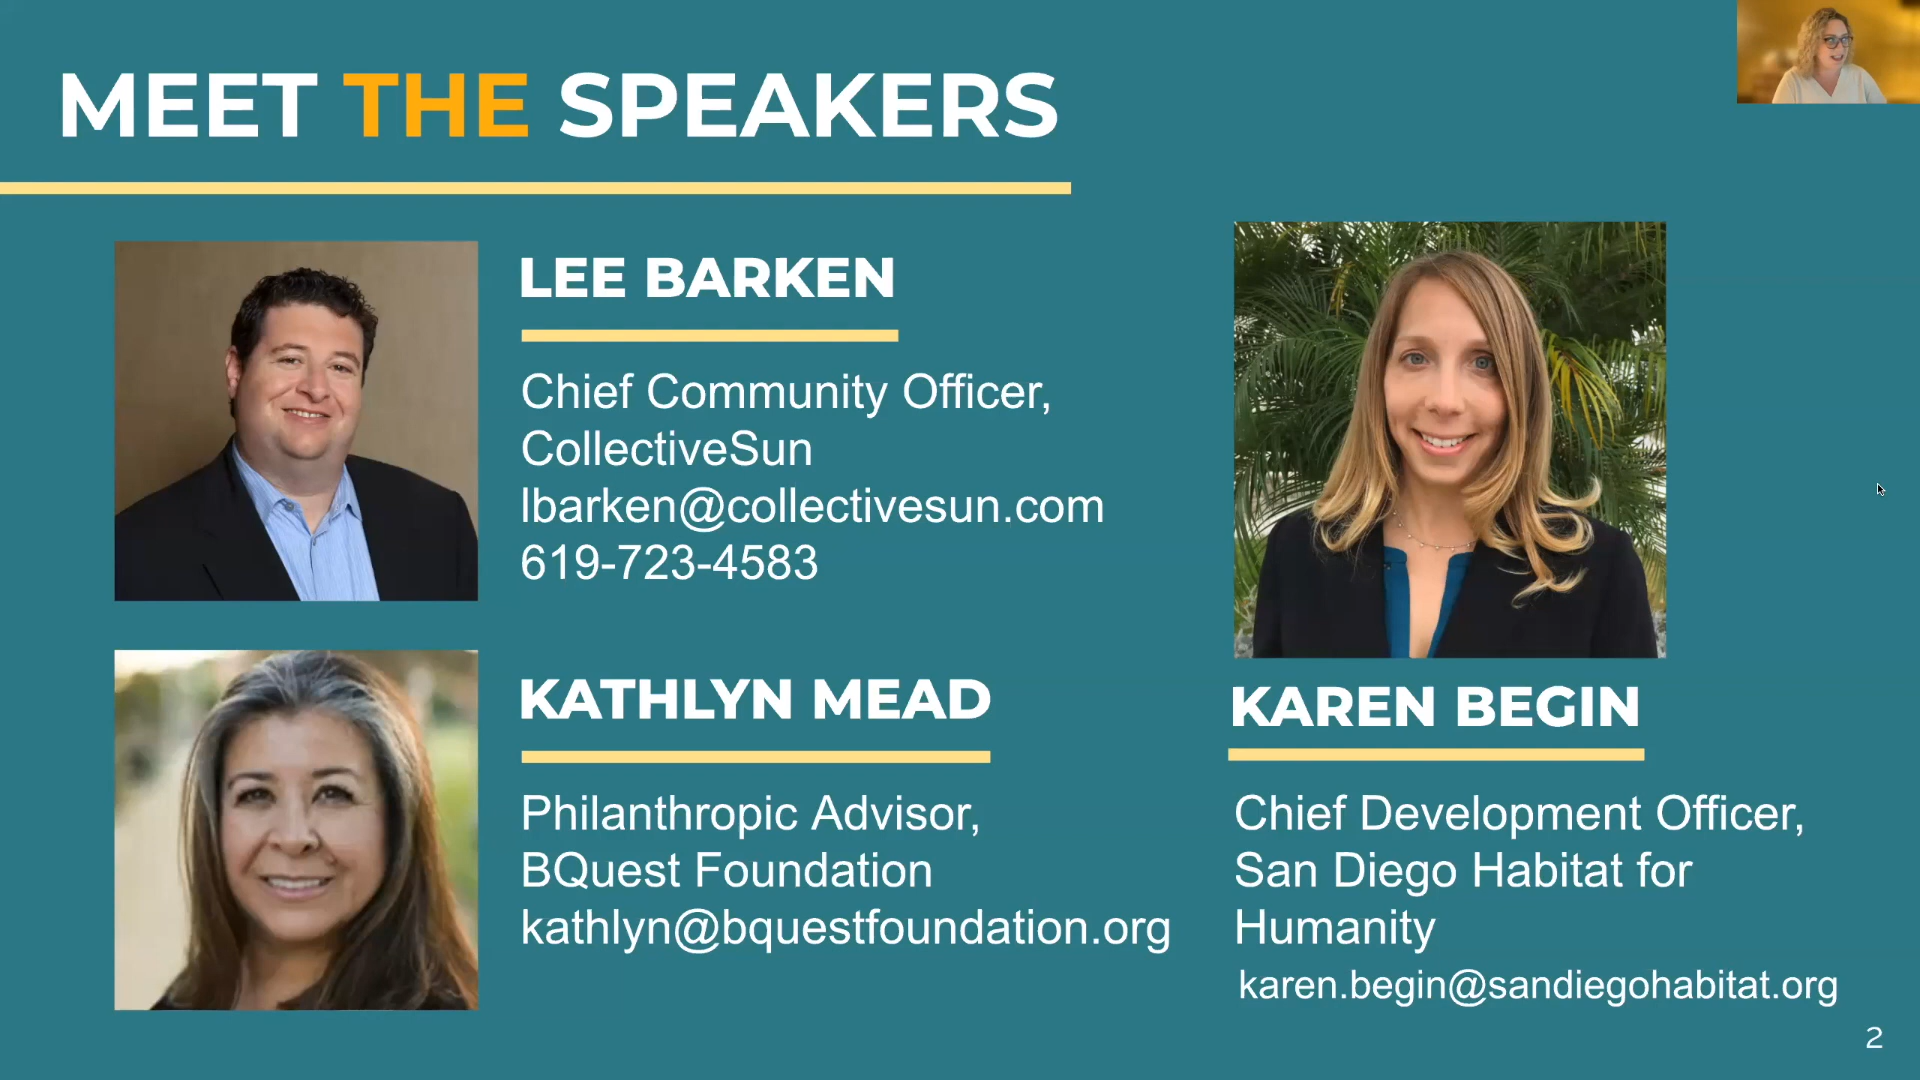 MEET THE SPEAKERS
LEE BARKEN
Chief Community Officer,
CollectiveSun
lbarken@collectivesun.com
619-723-4583
KATHLYN MEAD
Philanthropic Advisor,
BQuest Foundation
kathlyn@bquestfoundation.org
KAREN BEGIN
Chief Development Officer,
San Diego Habitat for
Humanity
karen.begin@sandiegohabitat.org
2